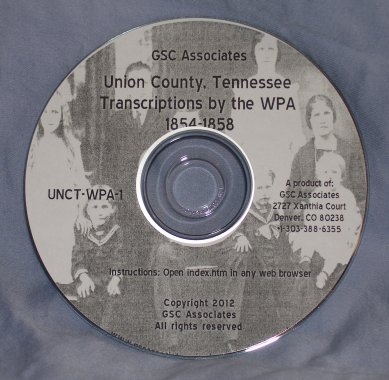 GSC Associates
Union County, Tennessee
Transcriptions by the WPA
1854-1858
UNCT-WPA-1
A product of:
GSC Associates
2727 Xanthia Court
Denver, CO 80238
+1-303-388-6355
Instructions: Open index.htm in any web browser
Copyright 2012
GSC Associates
All rights reserved